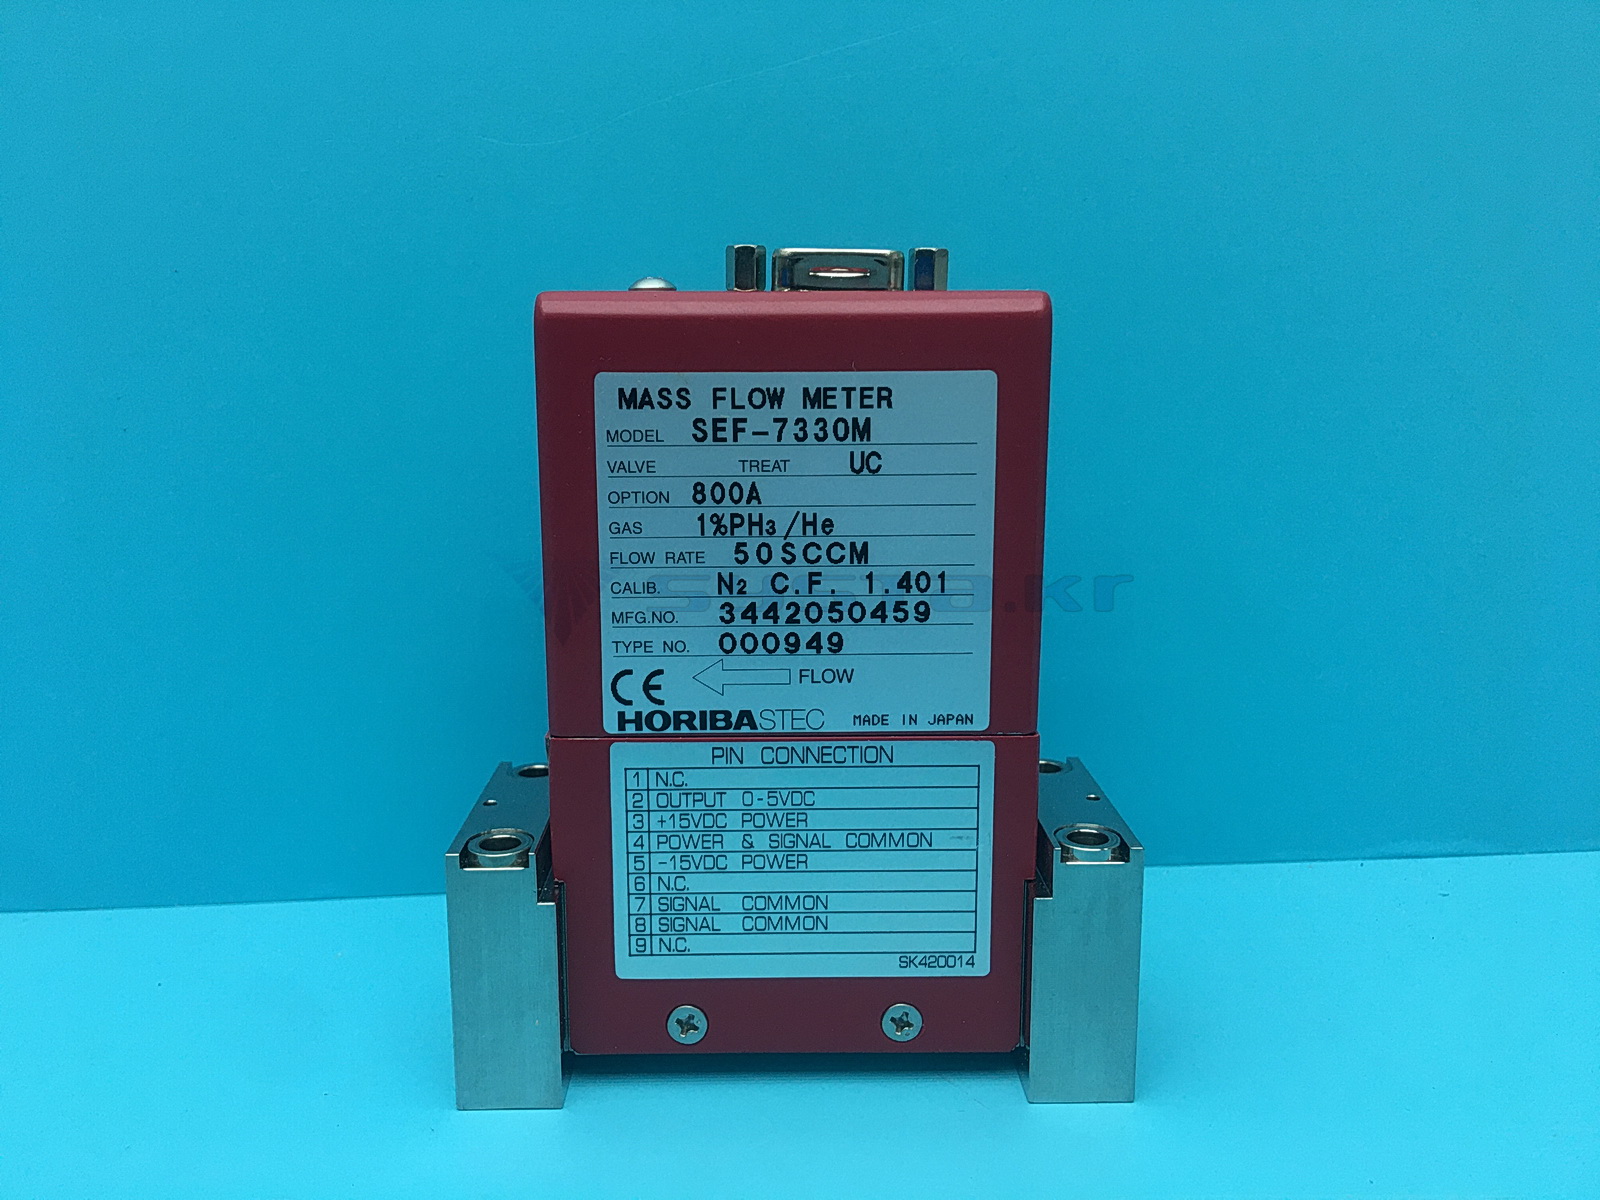 MASS FLOW METER
MODEL SEF-7330M
VALVE TREAT UC
OPTION 800A
GAS 1%PH₃/He
FLOW RATE 50SCCM
CALIB. N₂ C.F. 1.401
MFG.NO. 3442050459
TYPE NO. 000949
CE FLOW
HORIBASTEC MADE IN JAPAN
PIN CONNECTION
1 N.C.
2 OUTPUT 0-5VDC
3 +15VDC POWER
4 POWER & SIGNAL COMMON
5 -15VDC POWER
6 N.C.
7 SIGNAL COMMON
8 SIGNAL COMMON
9 N.C.
SK420014